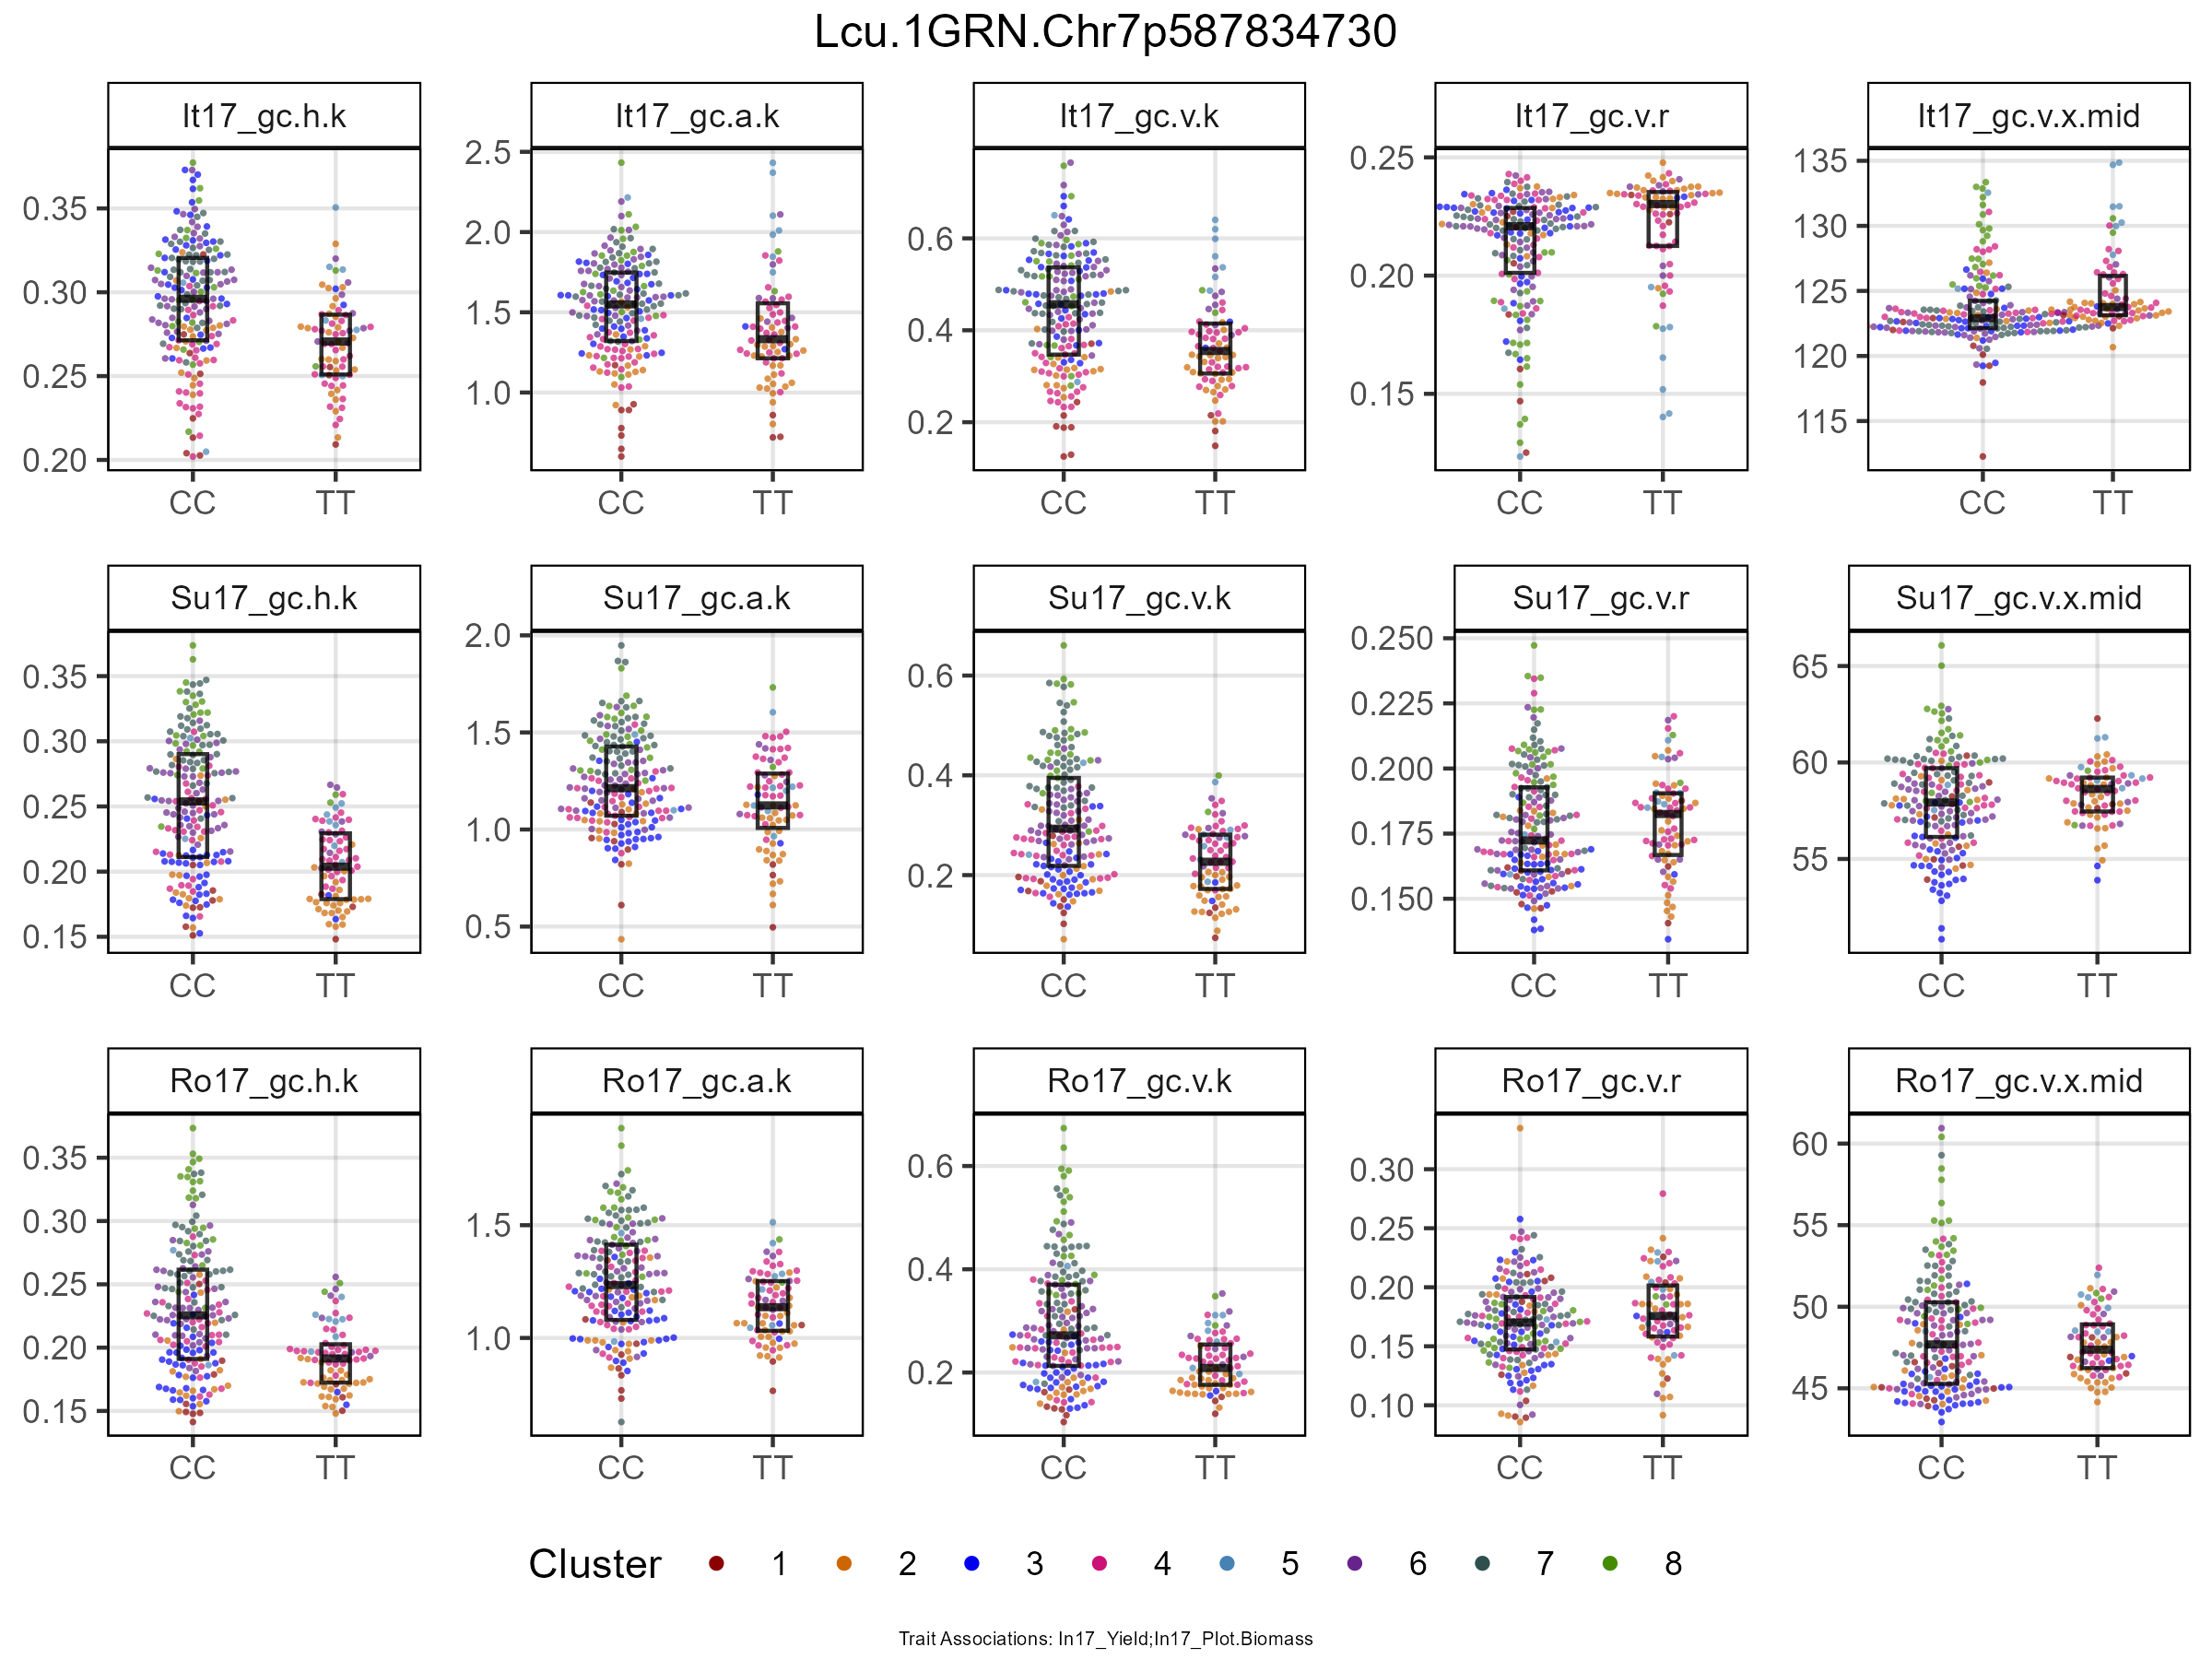 Lcu.1GRN.Chr7p587834730
It17_gc.h.k
It17_gc.a.k
It17_gc.v.k
It17_gc.v.r
It17_gc.v.x.mid
0.35
0.30
0.25
0.20
CC TT
2.5
2.0
1.5
1.0
CC TT
0.6
0.4
0.2
CC TT
0.25
0.20
0.15
CC TT
135
130
125
120
115
CC TT
Su17_gc.h.k
Su17_gc.a.k
Su17_gc.v.k
Su17_gc.v.r
Su17_gc.v.x.mid
0.35
0.30
0.25
0.20
0.15
CC TT
2.0
1.5
1.0
0.5
CC TT
0.6
0.4
0.2
CC TT
0.250
0.225
0.200
0.175
0.150
CC TT
65
60
55
CC TT
Ro17_gc.h.k
Ro17_gc.a.k
Ro17_gc.v.k
Ro17_gc.v.r
Ro17_gc.v.x.mid
0.35
0.30
0.25
0.20
0.15
CC TT
1.5
1.0
CC TT
0.6
0.4
0.2
CC TT
0.30
0.25
0.20
0.15
0.10
CC TT
60
55
50
45
CC TT
Cluster 1 2 3 4 5 6 7 8
Trait Associations: In17_Yield;In17_Plot.Biomass